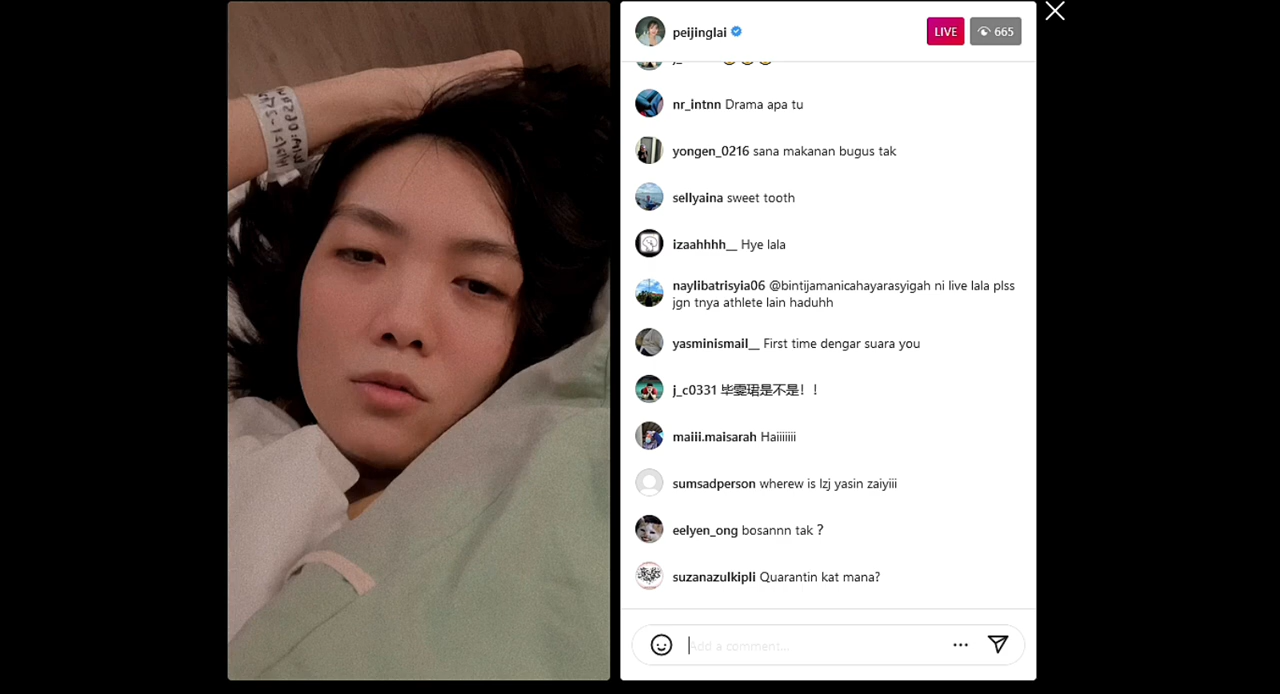 peijinglai
LIVE
665
nr_intnn Drama apa tu
yongen_0216 sana makanan bugus tak
sellyaina sweet tooth
izaahhhh__ Hye lala
naylibatrisyia06 @bintijamanicahayarasyigah ni live lala plss
jgn tnya athlete lain haduhh
yasminismail__ First time dengar suara you
j_c0331 毕雯珺是不是！！
maiii.maisarah Haiiiiiii
sumsadperson wherew is lzj yasin zaiyiii
eelyen_ong bosannn tak ?
suzanazulkipli Quarantin kat mana?
Add a comment...